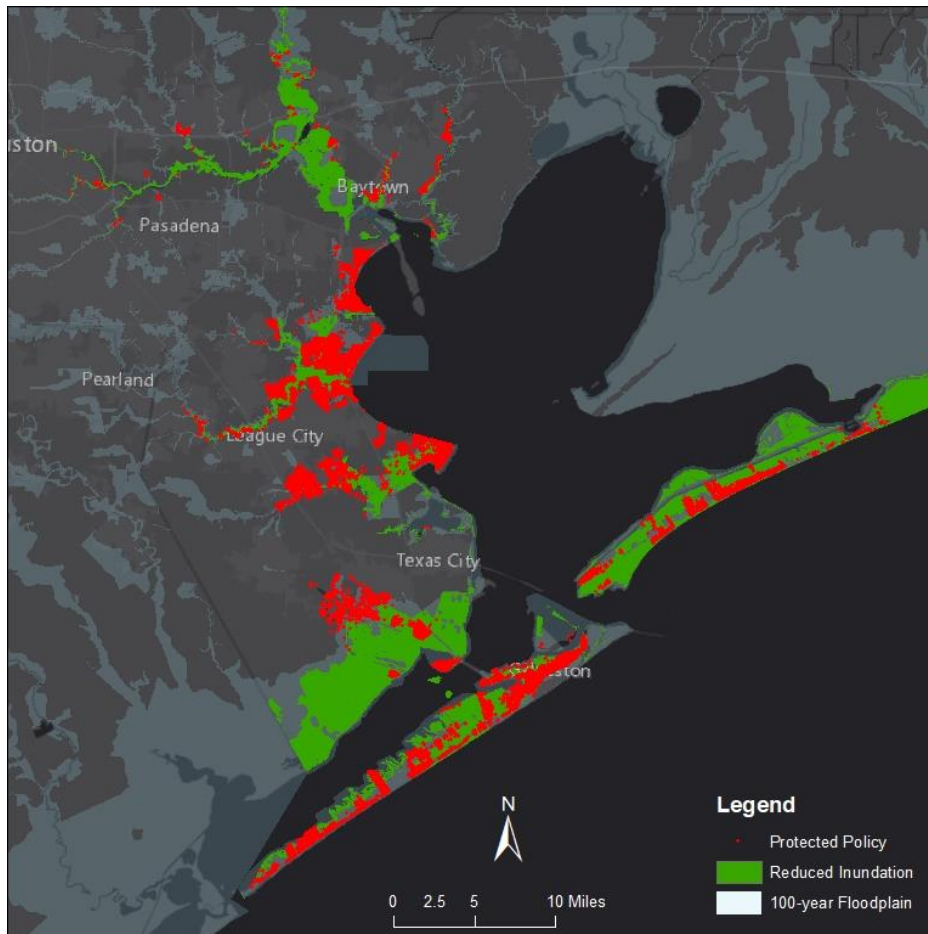 uston
Baytown
Pasadena
Pearland
League City
Texas City
N
Legend
Protected Policy
Reduced Inundation
100-year Floodplain
0 2.5 5 10 Miles